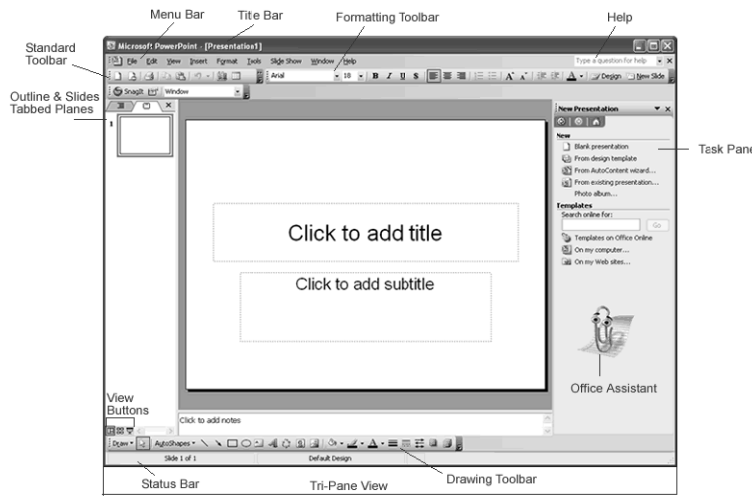 Menu Bar
Title Bar
Formatting Toolbar
Help
Standard
Toolbar
Microsoft PowerPoint - [Presentation1]
File Edit View Insert Format Tools Slide Show Window Help
Type a question for help
Arial
18
B I U S
Design
New Slide
SnagIt
Window
Outline & Slides
Tabbed Planes
1
New Presentation
New
Blank presentation
From design template
From AutoContent wizard...
From existing presentation...
Photo album...
Templates
Search online for:
Go
Templates on Office Online
On my computer...
On my Web sites...
Task Pane
Click to add title
Click to add subtitle
Office Assistant
View
Buttons
Click to add notes
Draw
AutoShapes
Slide 1 of 1
Default Design
Status Bar
Tri-Pane View
Drawing Toolbar